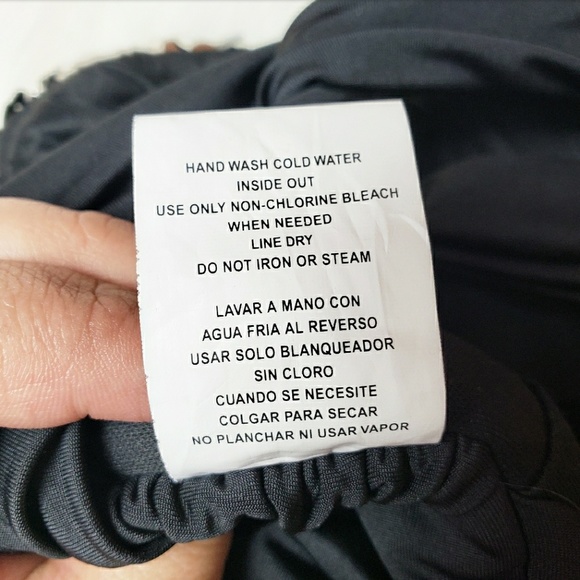 HAND WASH COLD WATER
INSIDE OUT
USE ONLY NON-CHLORINE BLEACH
WHEN NEEDED
LINE DRY
DO NOT IRON OR STEAM
LAVAR A MANO CON
AGUA FRIA AL REVERSO
USAR SOLO BLANQUEADOR
SIN CLORO
CUANDO SE NECESITE
COLGAR PARA SECAR
NO PLANCHAR NI USAR VAPOR